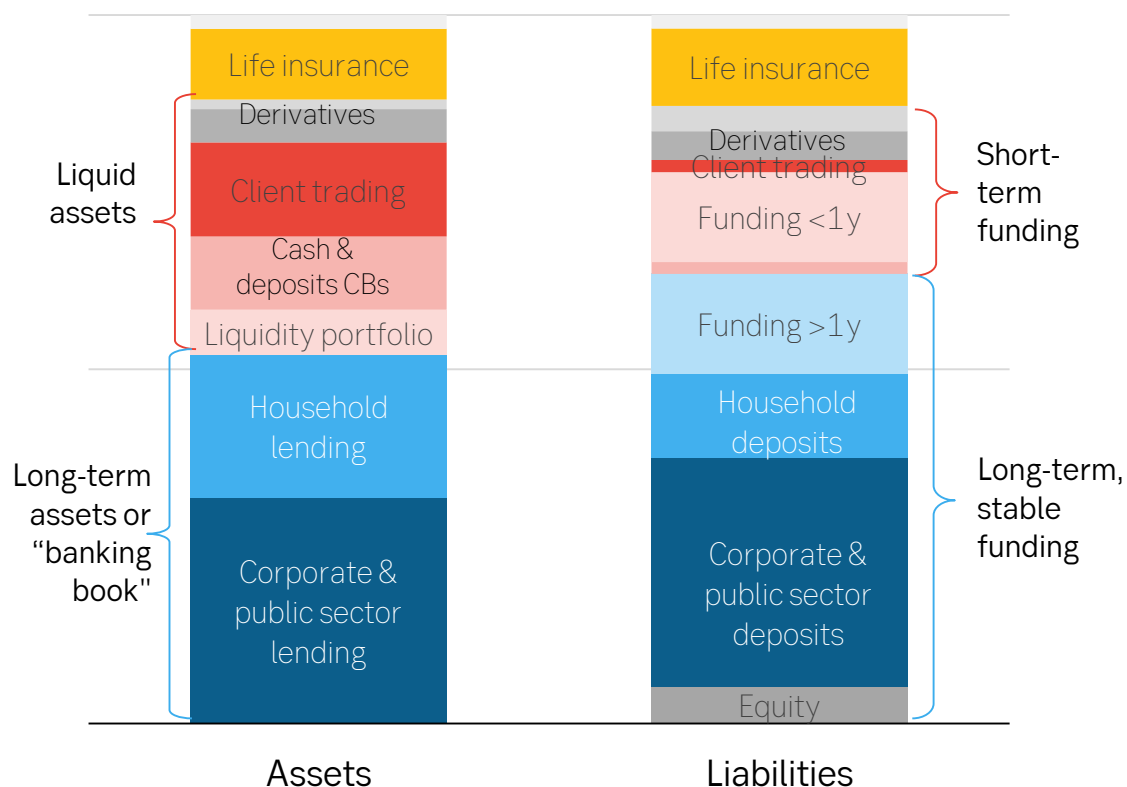 Life insurance
Derivatives
Client trading
Cash &
deposits CBs
Liquidity portfolio
Household
lending
Corporate &
public sector
lending
Liquid
assets
Long-term
assets or
“banking
book"
Life insurance
Derivatives
Client trading
Funding <1y
Funding >1y
Household
deposits
Corporate &
public sector
deposits
Equity
Short-
term
funding
Long-term,
stable
funding
Assets
Liabilities